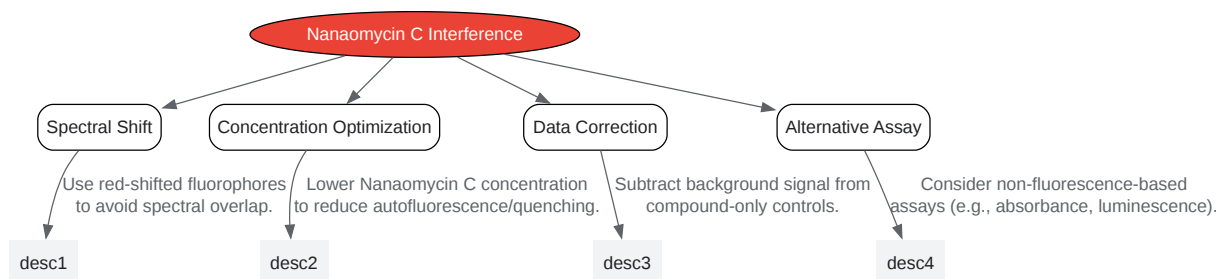 Nanaomycin C Interference
Spectral Shift
Concentration Optimization
Data Correction
Alternative Assay
Use red-shifted fluorophores
to avoid spectral overlap.
Lower Nanaomycin C concentration
to reduce autofluorescence/quenching.
Subtract background signal from
compound-only controls.
Consider non-fluorescence-based
assays (e.g., absorbance, luminescence).
desc1
desc2
desc3
desc4